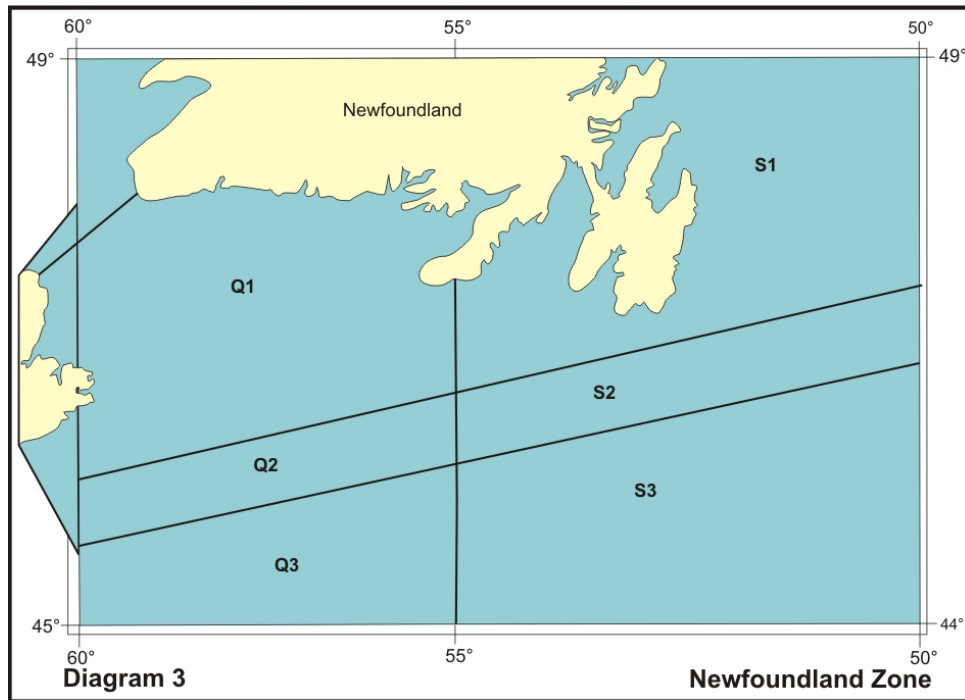 60° 55° 50°
49° 49°
Newfoundland
S1
Q1
S2
Q2
S3
Q3
45° 44°
60° 55° 50°
Diagram 3 Newfoundland Zone